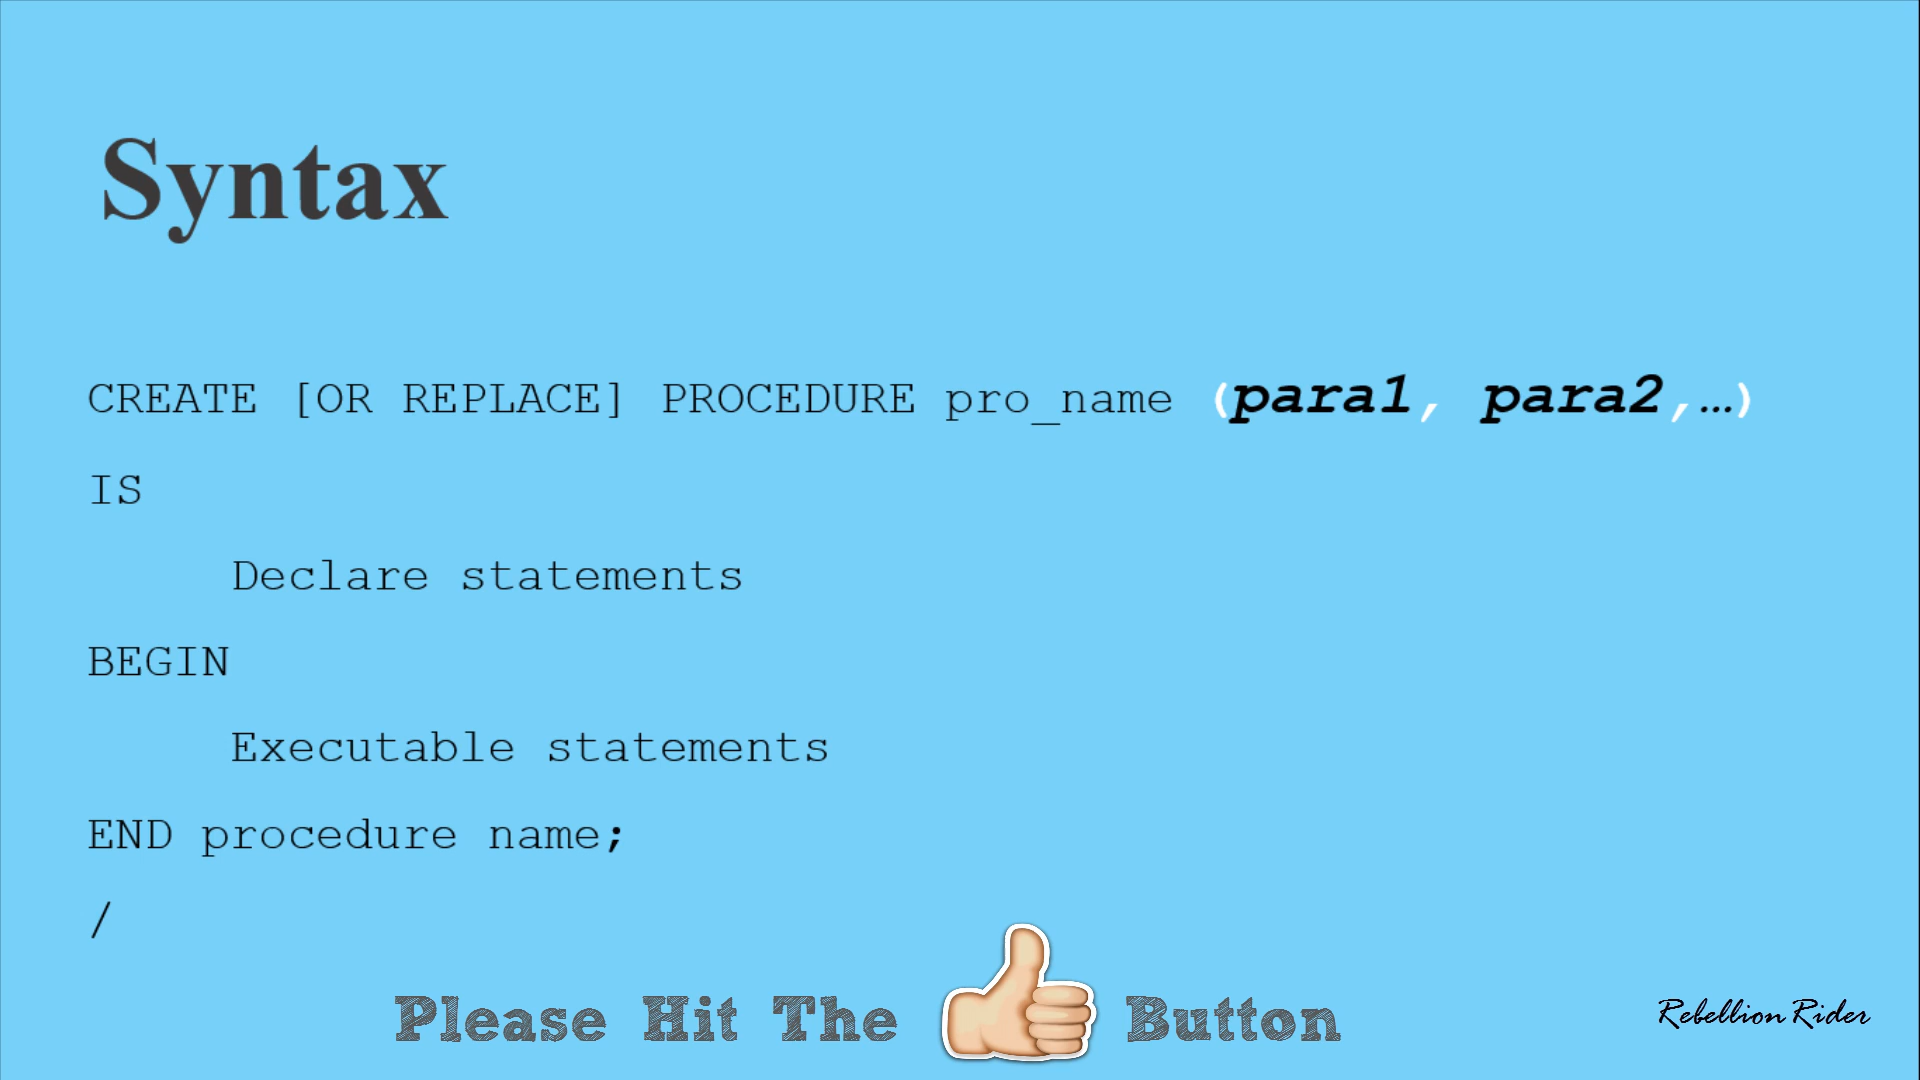 Syntax
CREATE [OR REPLACE] PROCEDURE pro_name (para1, para2,…)
IS
Declare statements
BEGIN
Executable statements
END procedure name;
/
Please Hit The Button
Rebellion Rider